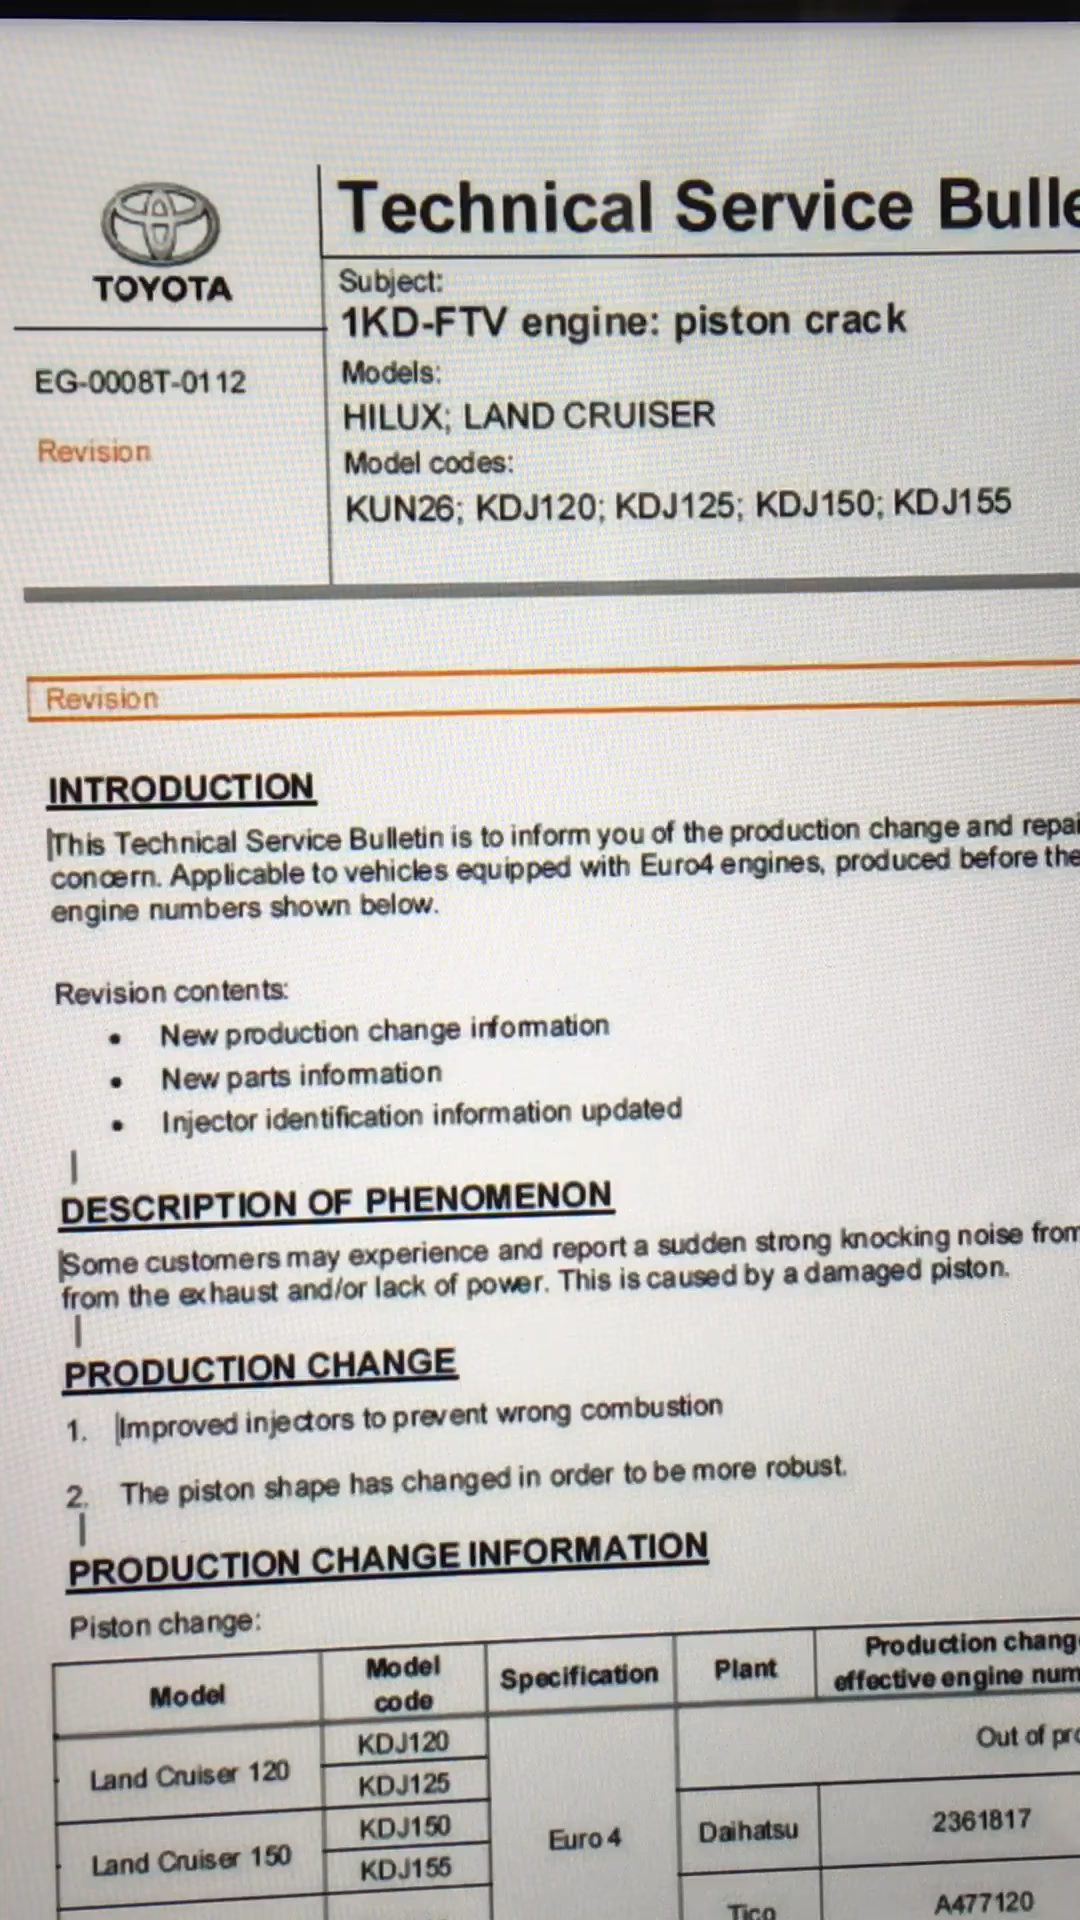 TOYOTA
EG-0008T-0112
Revision
Technical Service
Subject:
1KD-FTV engine: piston crack
Models:
HILUX; LAND CRUISER
Model codes:
KUN26; KDJ120; KDJ125; KDJ150; KDJ155
Revision
INTRODUCTION
This Technical Service Bulletin is to inform you of the production change and
concern. Applicable to vehicles equipped with Euro4 engines, produced before the
engine numbers shown below.
Revision contents:
• New production change information
• New parts information
• Injector identification information updated
DESCRIPTION OF PHENOMENON
Some customers may experience and report a sudden strong knocking noise from
from the exhaust and/or lack of power. This is caused by a damaged piston.
PRODUCTION CHANGE
1. Improved injectors to prevent wrong combustion
2. The piston shape has changed in order to be more robust.
PRODUCTION CHANGE INFORMATION
Piston change:
Model
Model
code
Specification
Plant
Production
effective engine
Land Cruiser 120
KDJ120
KDJ125
Out of
Land Cruiser 150
KDJ150
KDJ155
Euro 4
Daihatsu
2361817
Tico
A477120